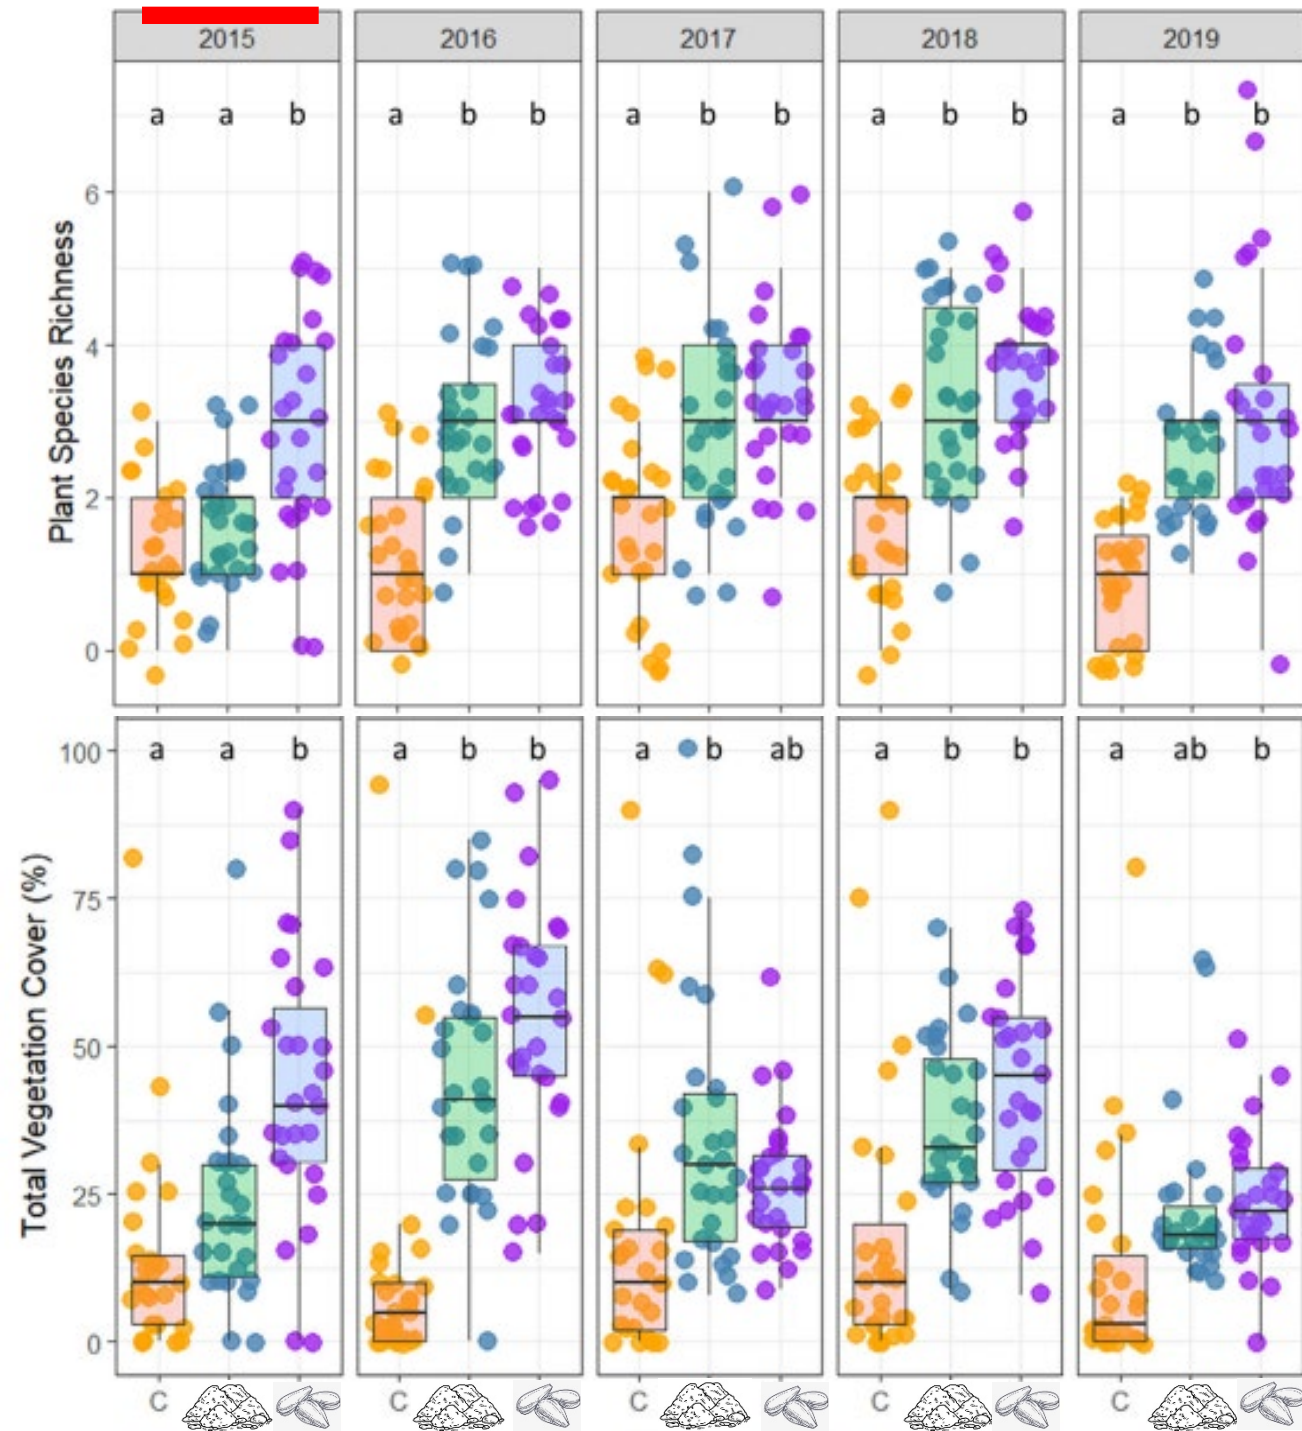 2015 2016 2017 2018 2019
a a b a b b a b b a b b a b b
Plant Species Richness
6
4
2
0
a a b a b b a b ab a b b a ab b
Total Vegetation Cover (%)
100
75
50
25
0
C C C C C